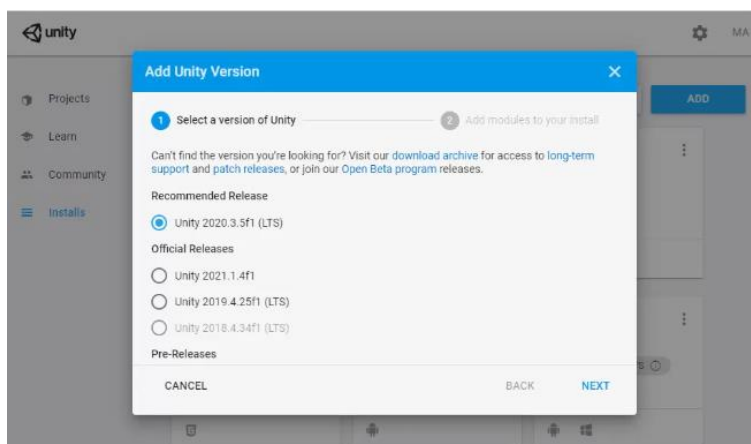 unity
MA
Add Unity Version
Projects
Learn
Community
Installs
ADD
1 Select a version of Unity
2 Add modules to your install
Can't find the version you're looking for? Visit our download archive for access to long-term
support and patch releases, or join our Open Beta program releases.
Recommended Release
Unity 2020.3.5f1 (LTS)
Official Releases
Unity 2021.1.4f1
Unity 2019.4.25f1 (LTS)
Unity 2018.4.34f1 (LTS)
Pre-Releases
CANCEL
BACK
NEXT